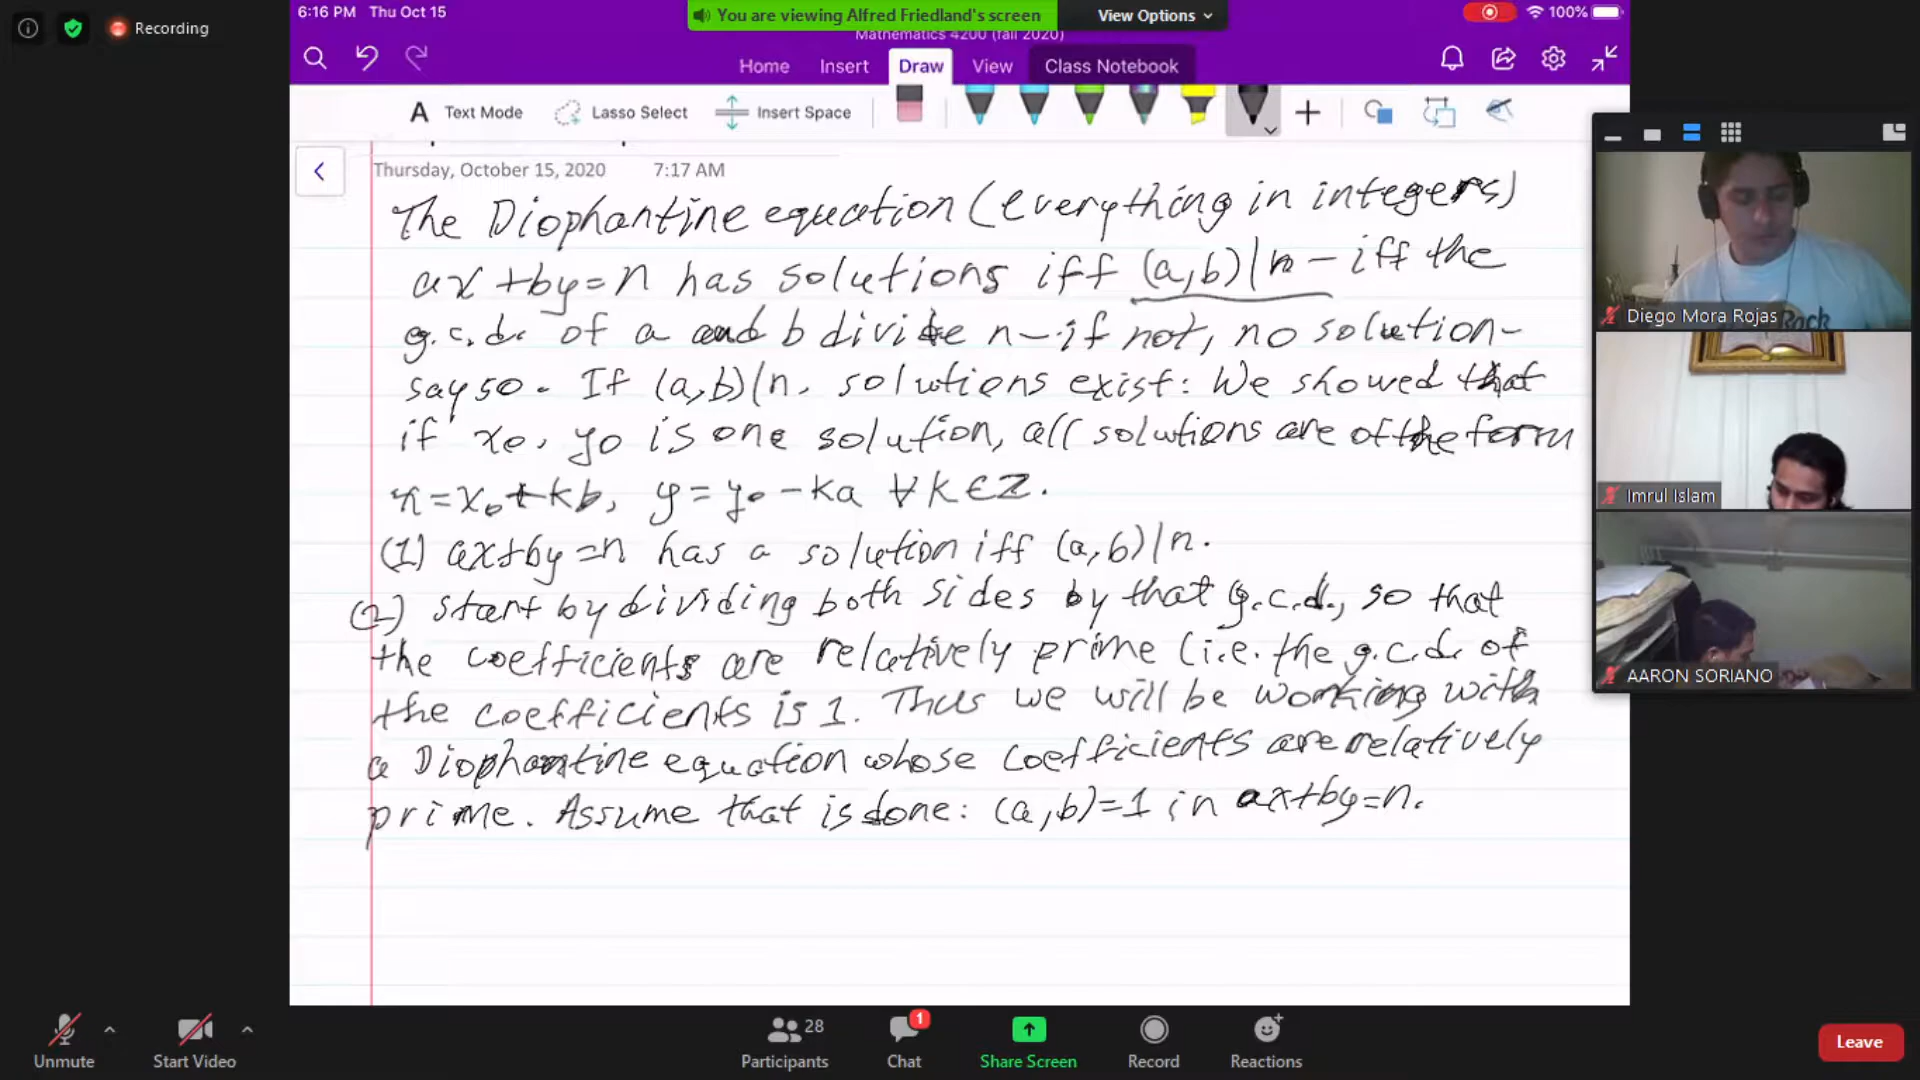 6:16 PM Thu Oct 15
You are viewing Alfred Friedland's screen
View Options
100%
Recording
Mathematics 4200 (fall 2020)
Home Insert Draw View Class Notebook
A Text Mode Lasso Select Insert Space
Thursday, October 15, 2020 7:17 AM
The Diophantine equation (everything in integers)
ax+by=n has solutions iff (a,b)|n - iff the
g.c.d. of a and b divide n - if not, no solution-
say so. If (a,b)|n, solutions exist: We showed that
if x₀, y₀ is one solution, all solutions are of the form
x=x₀+kb, y=y₀-ka ∀k∈Z.
(1) ax+by=n has a solution iff (a,b)|n.
(2) start by dividing both sides by that g.c.d., so that
the coefficients are relatively prime (i.e. the g.c.d. of
the coefficients is 1. Thus we will be working with
a Diophantine equation whose coefficients are relatively
prime. Assume that is done: (a,b)=1 in ax+by=n.
Diego Mora Rojas
Imrul Islam
AARON SORIANO
Unmute
Start Video
28
Participants
1
Chat
Share Screen
Record
Reactions
Leave